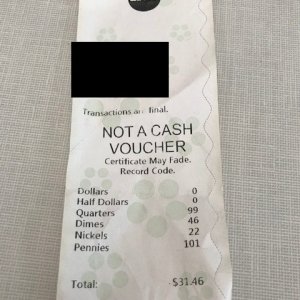 Transactions are final.
NOT A CASH
VOUCHER
Certificate May Fade.
Record Code.
Dollars 0
Half Dollars 0
Quarters 99
Dimes 46
Nickels 22
Pennies 101
Total: $31.46